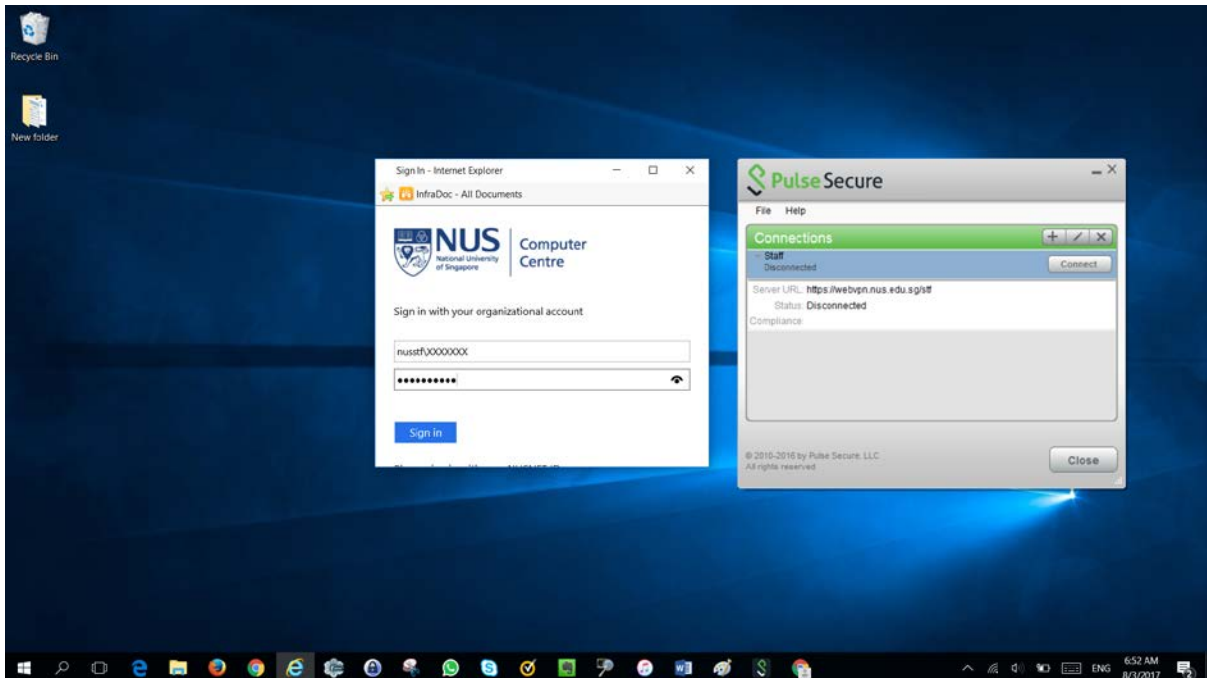 Recycle Bin
New folder
Sign In - Internet Explorer
InfraDoc - All Documents
NUS
National University
of Singapore
Computer
Centre
Sign in with your organizational account
nusstf\XXXXXXX
Sign in
Pulse Secure
File Help
Connections
Staff
Disconnected
Connect
Server URL: https://webvpn.nus.edu.sg/stf
Status: Disconnected
Compliance:
© 2010-2016 by Pulse Secure, LLC
All rights reserved
Close
ENG
6:52 AM
8/3/2017